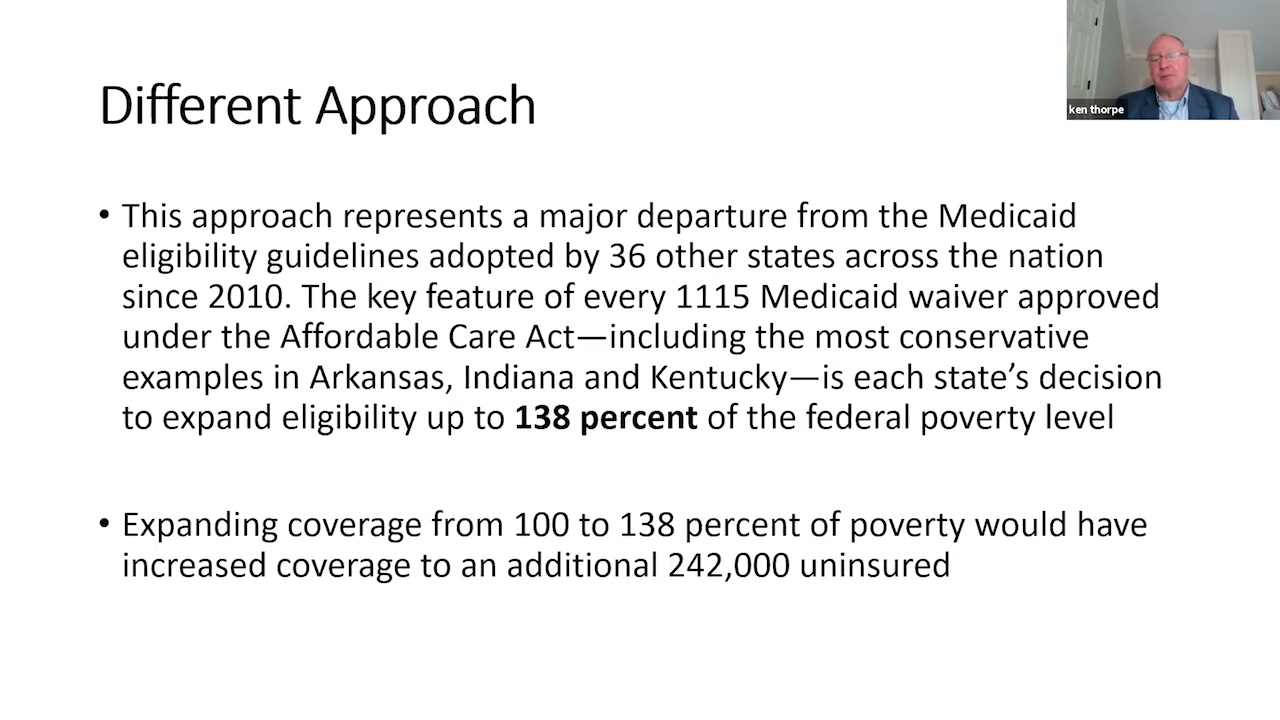 ken thorpe
Different Approach
• This approach represents a major departure from the Medicaid
eligibility guidelines adopted by 36 other states across the nation
since 2010. The key feature of every 1115 Medicaid waiver approved
under the Affordable Care Act—including the most conservative
examples in Arkansas, Indiana and Kentucky—is each state’s decision
to expand eligibility up to 138 percent of the federal poverty level
• Expanding coverage from 100 to 138 percent of poverty would have
increased coverage to an additional 242,000 uninsured